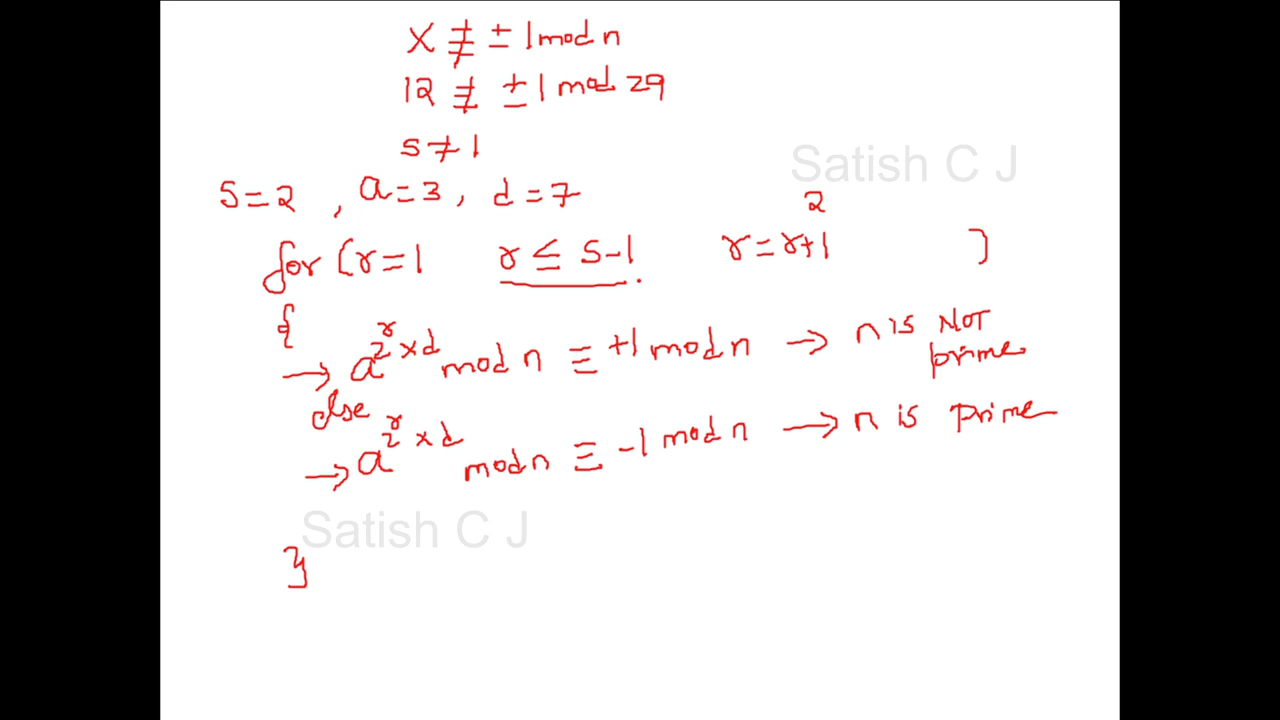 X ≢ ±1 mod n
12 ≢ ±1 mod 29
S ≠ 1
Satish C J
S = 2 , a = 3 , d = 7
2
for (r = 1 r ≤ S-1. r = r+1 )
{
→ a^{2^r × d} mod n ≡ +1 mod n → n is NOT prime
else
→ a^{2^r × d} mod n ≡ -1 mod n → n is prime
Satish C J
}